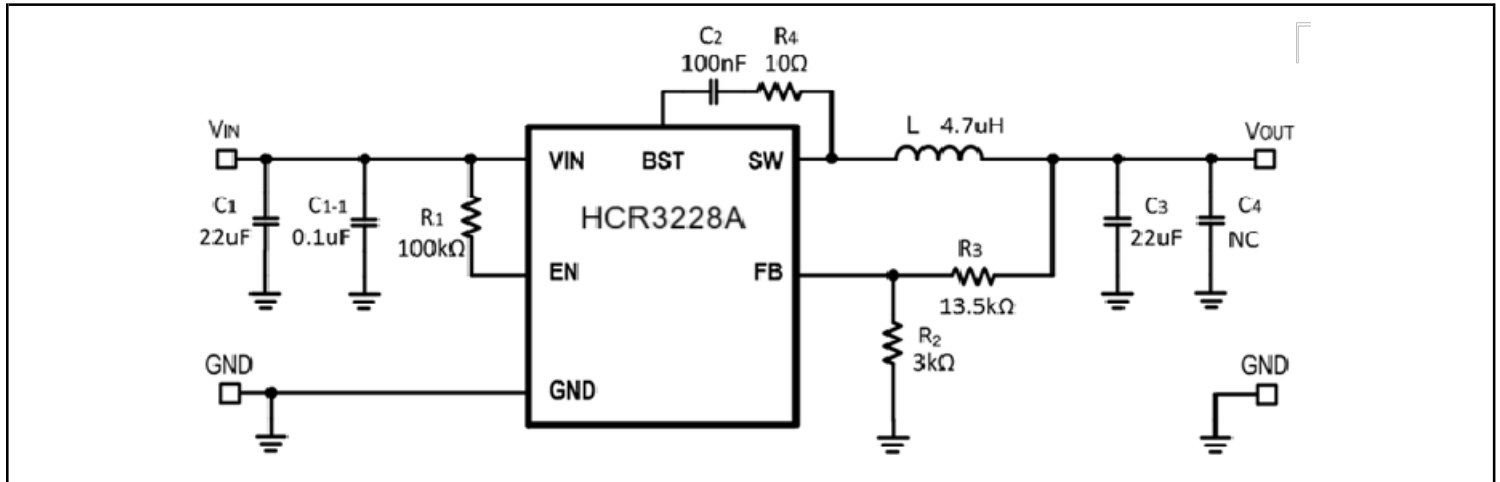 C2 R4
100nF 10Ω
VIN
L 4.7uH
VOUT
VIN BST SW
C1 C1-1
22uF 0.1uF
R1
100kΩ
HCR3228A
C3 C4
22uF NC
EN FB
R3
13.5kΩ
R2
3kΩ
GND
GND
GND